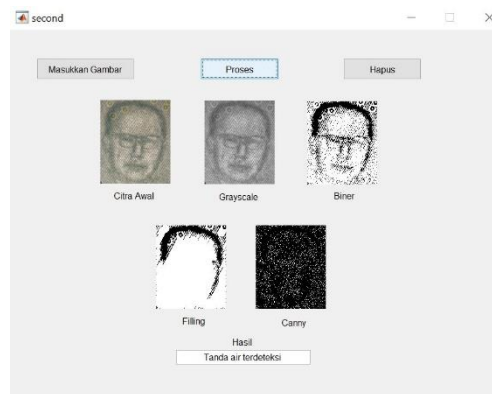 second
Masukkan Gambar
Proses
Hapus
Citra Awal
Grayscale
Biner
Filling
Canny
Hasil
Tanda air terdeteksi